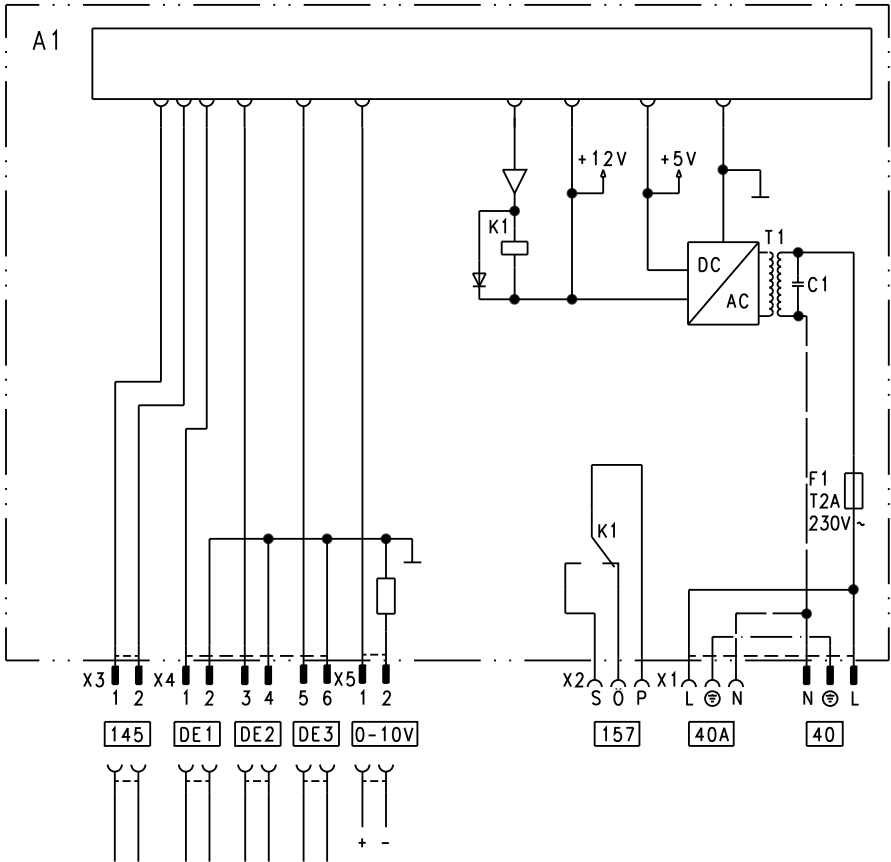 A1
+12V +5V
K1 T1
DC
AC C1
F1
T2A
230V ~
K1
X3 X4 X5 X2 X1
1 2 1 2 3 4 5 6 1 2 S Ö P L N N L
145 DE1 DE2 DE3 0-10V 157 40A 40
+ -